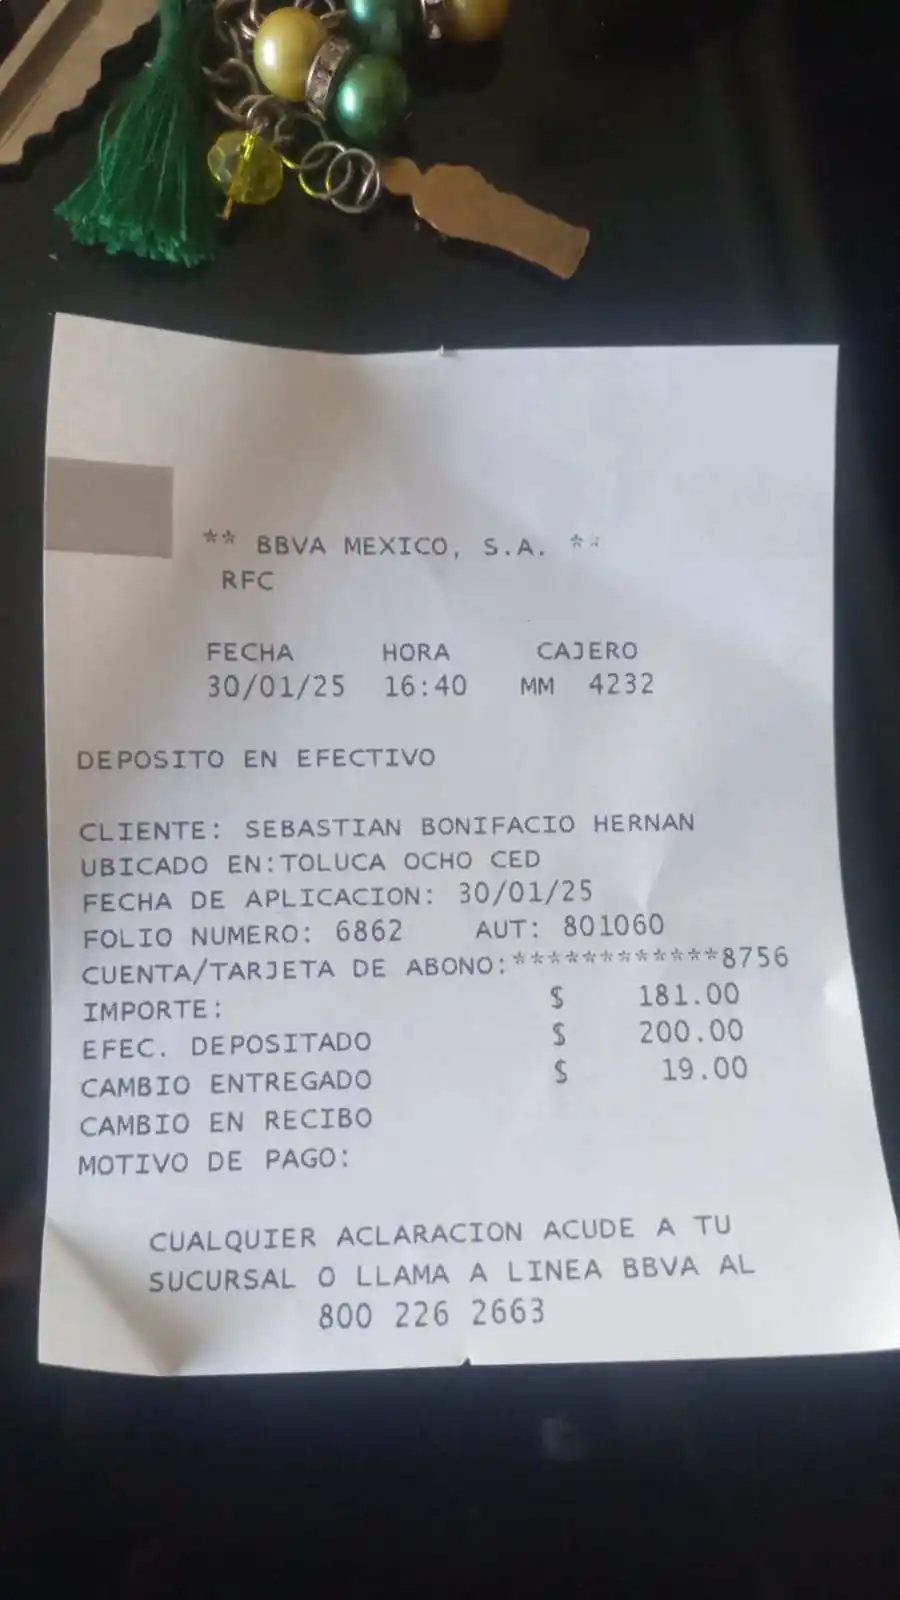 ** BBVA MEXICO, S.A. **
RFC
FECHA HORA CAJERO
30/01/25 16:40 MM 4232
DEPOSITO EN EFECTIVO
CLIENTE: SEBASTIAN BONIFACIO HERNAN
UBICADO EN:TOLUCA OCHO CED
FECHA DE APLICACION: 30/01/25
FOLIO NUMERO: 6862 AUT: 801060
CUENTA/TARJETA DE ABONO:************8756
IMPORTE: $ 181.00
EFEC. DEPOSITADO $ 200.00
CAMBIO ENTREGADO $ 19.00
CAMBIO EN RECIBO
MOTIVO DE PAGO:
CUALQUIER ACLARACION ACUDE A TU
SUCURSAL O LLAMA A LINEA BBVA AL
800 226 2663